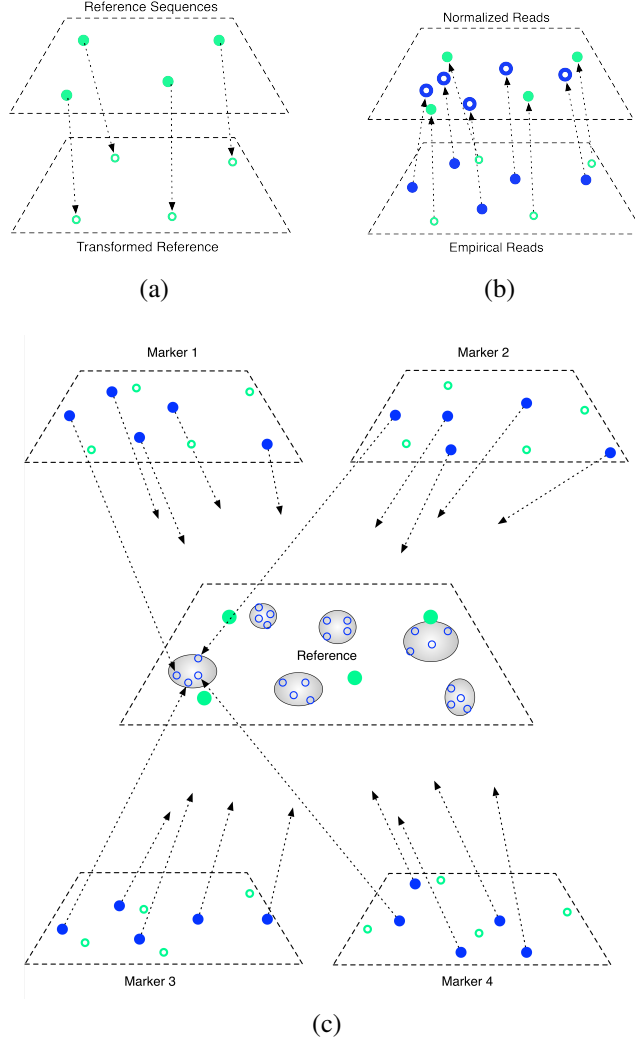 Reference Sequences
Transformed Reference
(a)
Normalized Reads
Empirical Reads
(b)
Marker 1
Marker 2
Reference
Marker 3
Marker 4
(c)